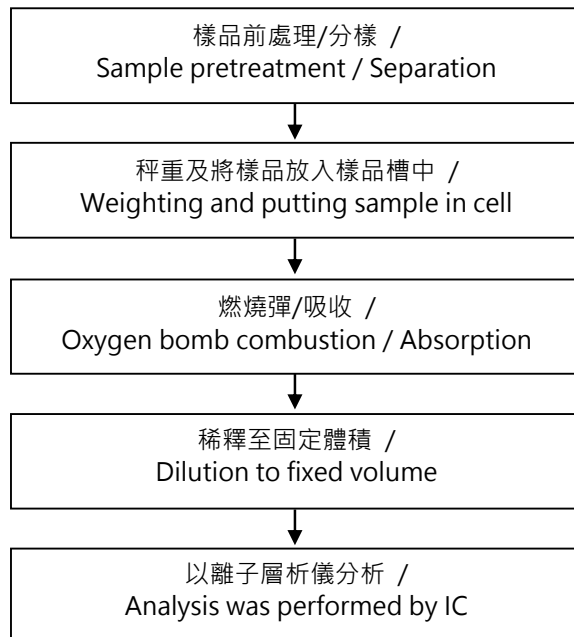 樣品前處理/分樣 /
Sample pretreatment / Separation
秤重及將樣品放入樣品槽中 /
Weighting and putting sample in cell
燃燒彈/吸收 /
Oxygen bomb combustion / Absorption
稀釋至固定體積 /
Dilution to fixed volume
以離子層析儀分析 /
Analysis was performed by IC